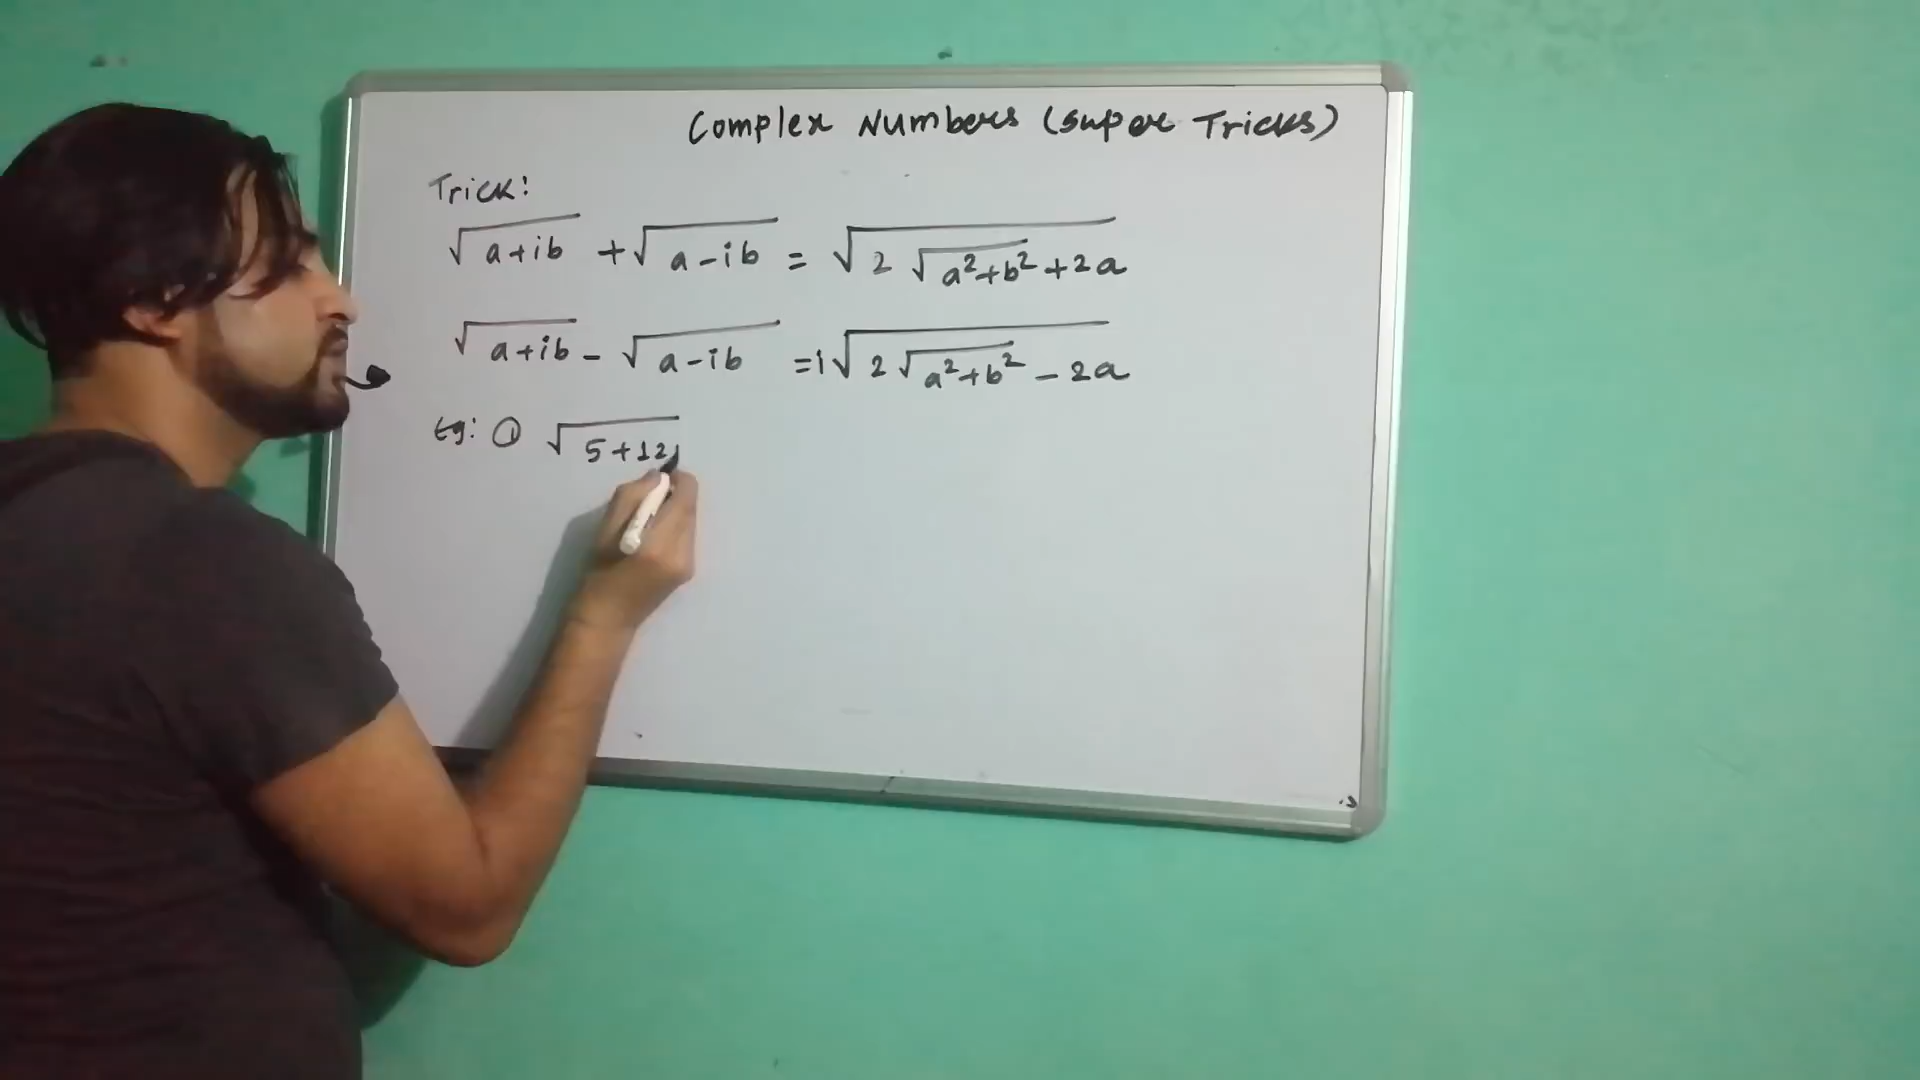 Complex Numbers (Super Tricks)
Trick:
√(a+ib) + √(a-ib) = √(2√(a²+b²)+2a)
√(a+ib) - √(a-ib) = i√(2√(a²+b²) - 2a)
Eg: ① √(5+12i